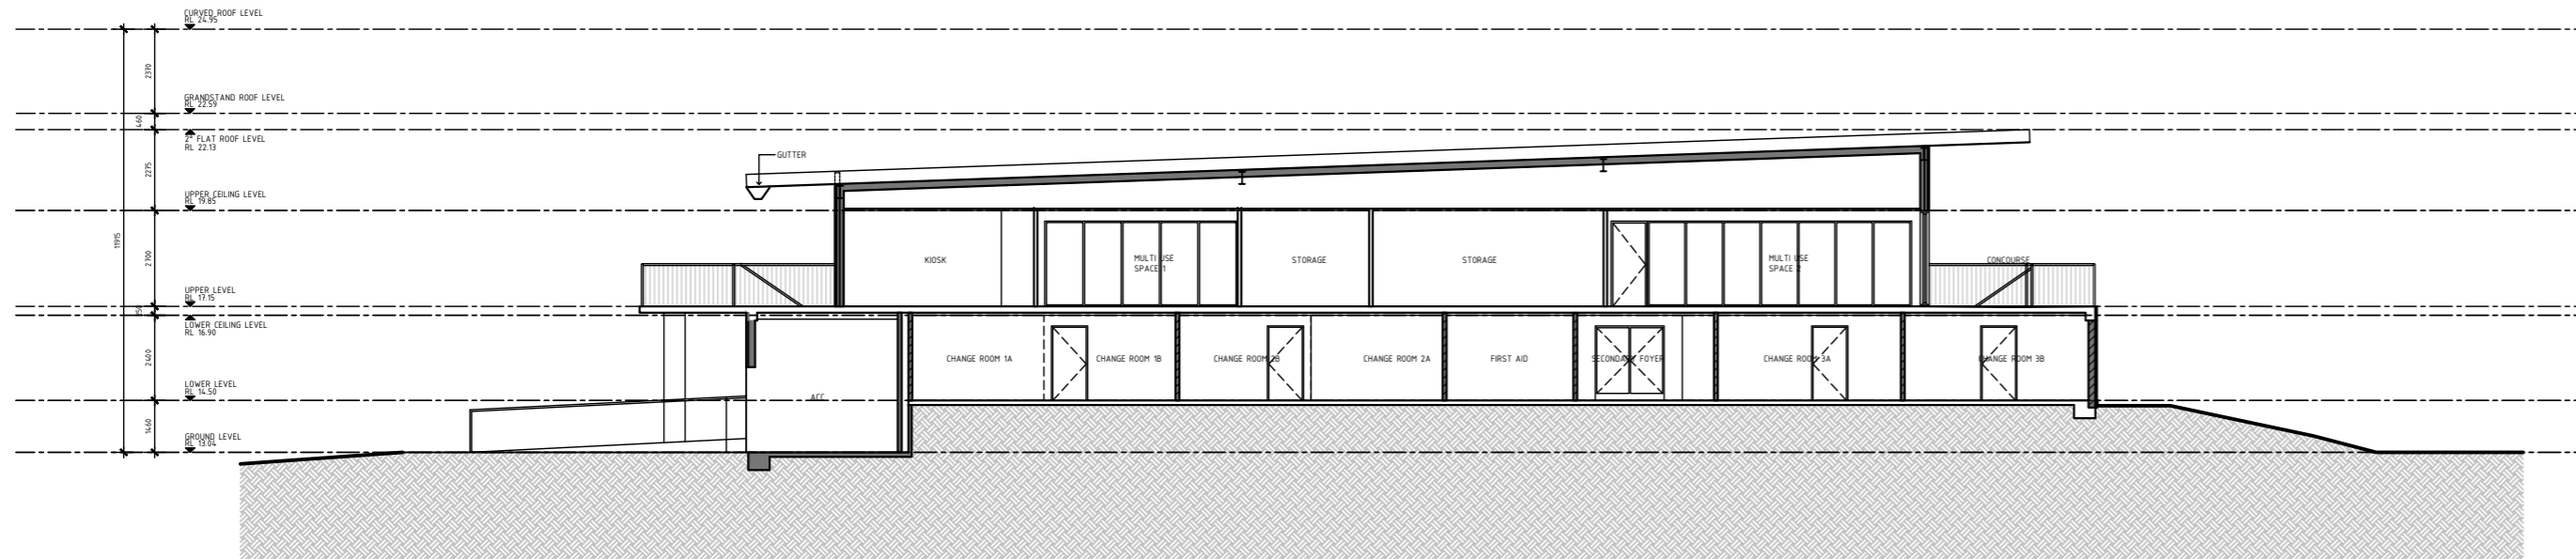 CURVED ROOF LEVEL
RL 24.95
2370
GRANDSTAND ROOF LEVEL
RL 22.59
460
2° FLAT ROOF LEVEL
RL 22.13
GUTTER
2275
UPPER CEILING LEVEL
RL 19.85
11915
2700
KIOSK
MULTI USE
SPACE 1
STORAGE
STORAGE
MULTI USE
SPACE 2
CONCOURSE
UPPER LEVEL
RL 17.15
250
LOWER CEILING LEVEL
RL 16.90
2400
CHANGE ROOM 1A
CHANGE ROOM 1B
CHANGE ROOM 2B
CHANGE ROOM 2A
FIRST AID
SECONDARY FOYER
CHANGE ROOM 3A
CHANGE ROOM 3B
LOWER LEVEL
RL 14.50
ACC
1460
GROUND LEVEL
RL 13.04